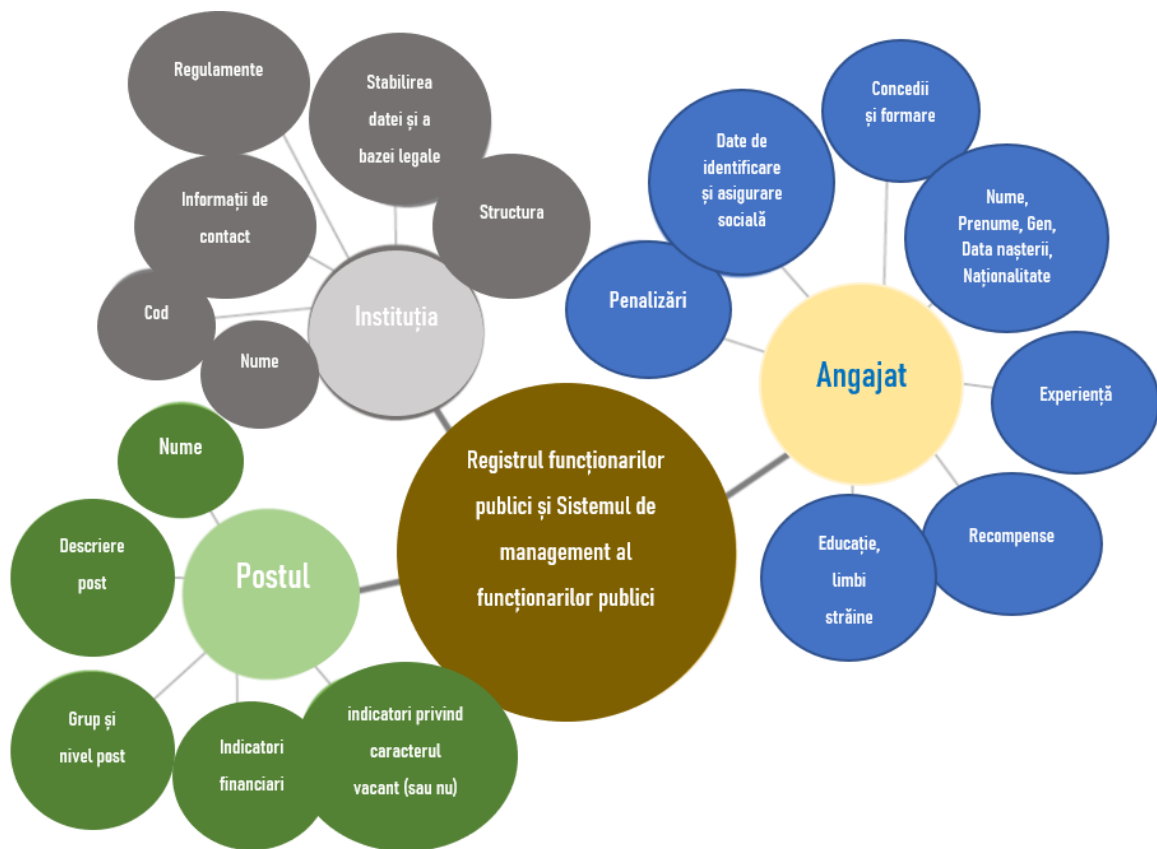 Regulamente
Stabilirea
datei și a
bazei legale
Informații de
contact
Structura
Cod
Nume
Instituția
Concedii
și formare
Date de
identificare
și asigurare
socială
Nume,
Prenume, Gen,
Data nașterii,
Naționalitate
Penalizări
Angajat
Experiență
Recompense
Educație,
limbi
străine
Registrul funcționarilor
publici și Sistemul de
management al
funcționarilor publici
Nume
Descriere
post
Postul
Grup și
nivel post
Indicatori
financiari
indicatori privind
caracterul
vacant (sau nu)